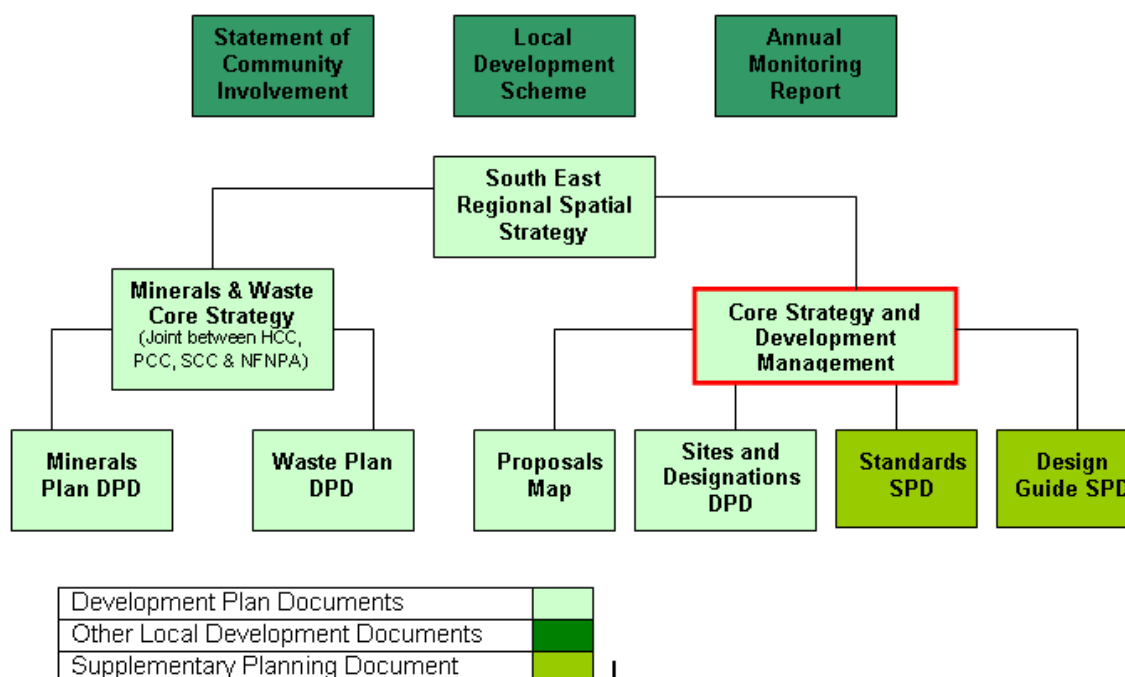 Statement of
Community
Involvement
Local
Development
Scheme
Annual
Monitoring
Report
South East
Regional Spatial
Strategy
Minerals & Waste
Core Strategy
(Joint between HCC,
PCC, SCC & NFNPA)
Core Strategy and
Development
Management
Minerals
Plan DPD
Waste Plan
DPD
Proposals
Map
Sites and
Designations
DPD
Standards
SPD
Design
Guide SPD
Development Plan Documents
Other Local Development Documents
Supplementary Planning Document